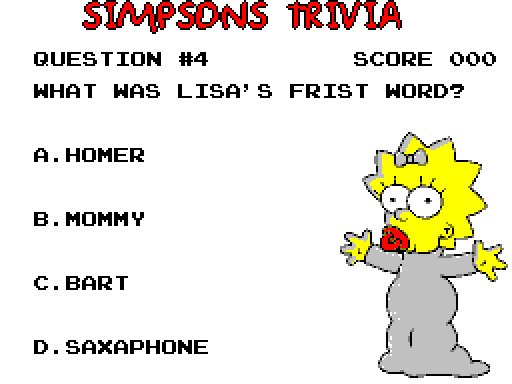 SIMPSONS TRIVIA
QUESTION #4 SCORE 000
WHAT WAS LISA'S FRIST WORD?
A.HOMER
B.MOMMY
C.BART
D.SAXAPHONE